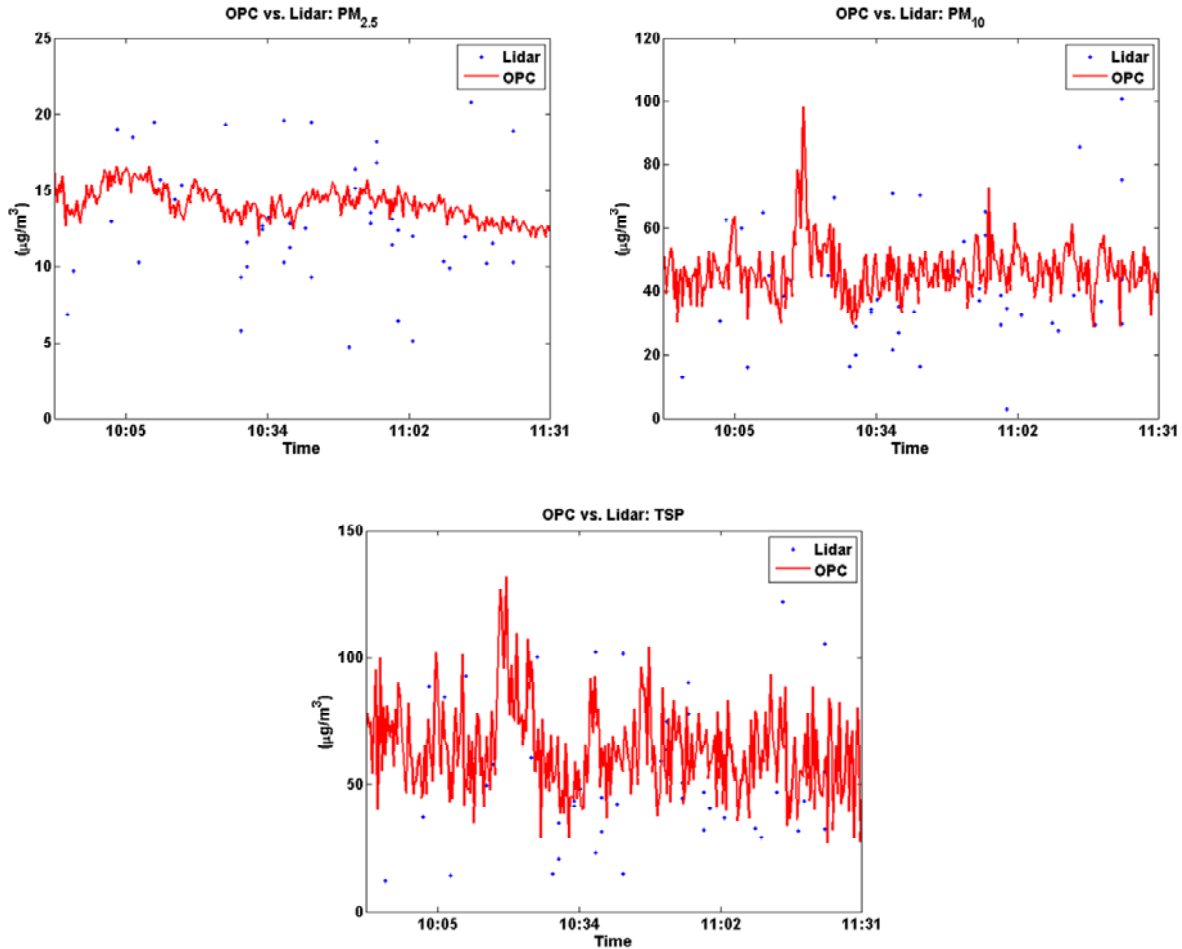 OPC vs. Lidar: PM2.5
25
20
15
10
5
0
(μg/m3)
Lidar
OPC
10:05 10:34 11:02 11:31
Time
OPC vs. Lidar: PM10
120
100
80
60
40
20
0
(μg/m3)
Lidar
OPC
10:05 10:34 11:02 11:31
Time
OPC vs. Lidar: TSP
150
100
50
0
(μg/m3)
Lidar
OPC
10:05 10:34 11:02 11:31
Time